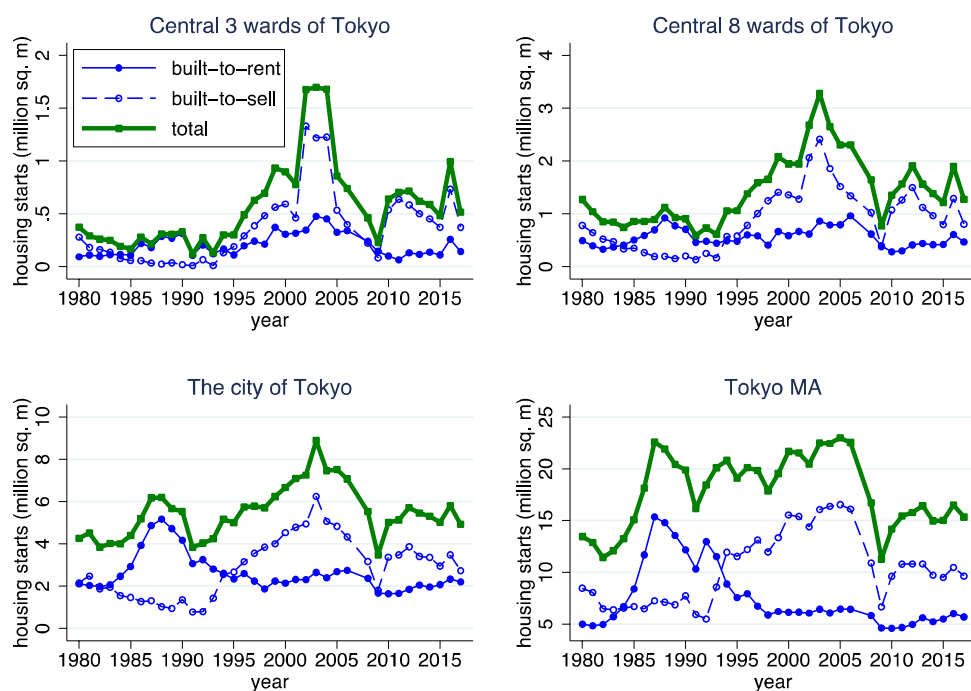 Central 3 wards of Tokyo
housing starts (million sq. m)
2
1.5
1
.5
0
built-to-rent
built-to-sell
total
1980 1985 1990 1995 2000 2005 2010 2015
year
Central 8 wards of Tokyo
housing starts (million sq. m)
4
3
2
1
0
1980 1985 1990 1995 2000 2005 2010 2015
year
The city of Tokyo
housing starts (million sq. m)
10
8
6
4
2
0
1980 1985 1990 1995 2000 2005 2010 2015
year
Tokyo MA
housing starts (million sq. m)
25
20
15
10
5
1980 1985 1990 1995 2000 2005 2010 2015
year